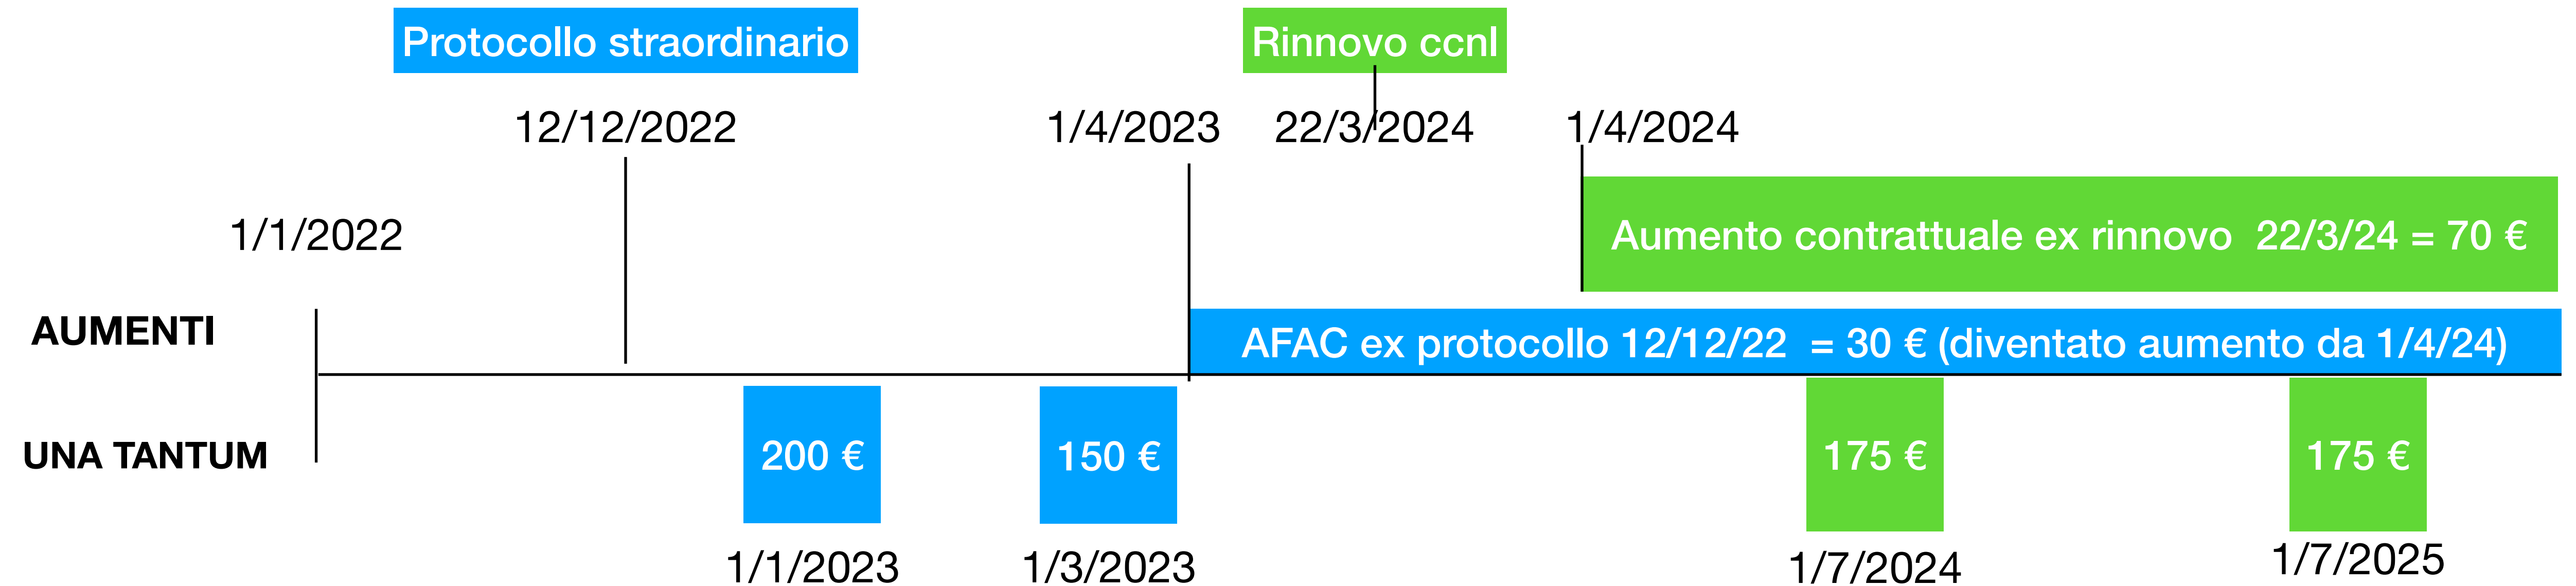 Protocollo straordinario
Rinnovo ccnl
12/12/2022
1/4/2023
22/3/2024
1/4/2024
1/1/2022
Aumento contrattuale ex rinnovo 22/3/24 = 70 €
AUMENTI
AFAC ex protocollo 12/12/22 = 30 € (diventato aumento da 1/4/24)
UNA TANTUM
200 €
150 €
175 €
175 €
1/1/2023
1/3/2023
1/7/2024
1/7/2025